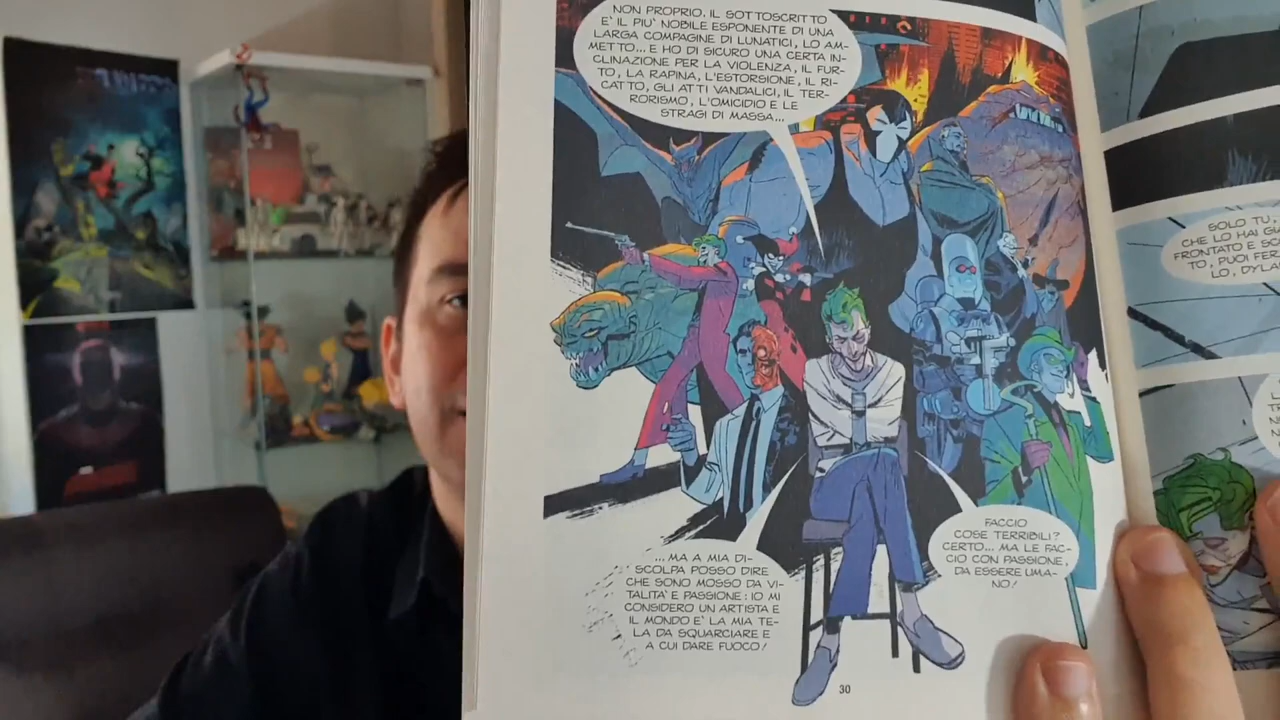 NON PROPRIO, IL SOTTOSCRITTO
E' IL PIU' NOBILE ESPONENTE DI UNA
LARGA COMPAGINE DI LUNATICI, LO AM-
METTO... E HO DI SICURO UNA CERTA IN-
CLINAZIONE PER LA VIOLENZA, IL FUR-
TO, LA RAPINA, L'ESTORSIONE, IL RI-
CATTO, GLI ATTI VANDALICI, IL TER-
RORISMO, L'OMICIDIO E LE
STRAGI DI MASSA...
... MA A MIA DI-
SCOLPA POSSO DIRE
CHE SONO MOSSO DA VI-
TALITA' E PASSIONE: IO MI
CONSIDERO UN ARTISTA E
IL MONDO E' LA MIA TE-
LA DA SQUARCIARE E
A CUI DARE FUOCO!
FACCIO
COSE TERRIBILI?
CERTO... MA LE FAC-
CIO CON PASSIONE,
DA ESSERE UMA-
NO!
30
SOLO TU,
CHE LO HAI
FRONTATO E
TO, PUOI
LO, DYLA